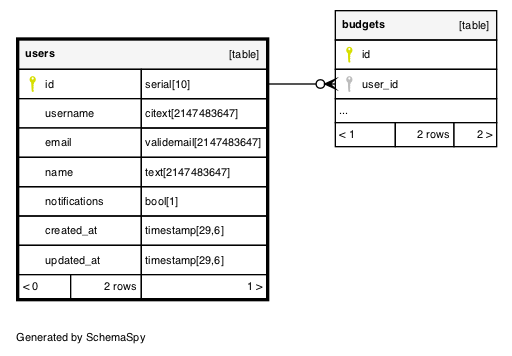 users [table]
id serial[10]
username citext[2147483647]
email validemail[2147483647]
name text[2147483647]
notifications bool[1]
created_at timestamp[29,6]
updated_at timestamp[29,6]
< 0 2 rows 1 >
budgets [table]
id
user_id
...
< 1 2 rows 2 >
Generated by SchemaSpy